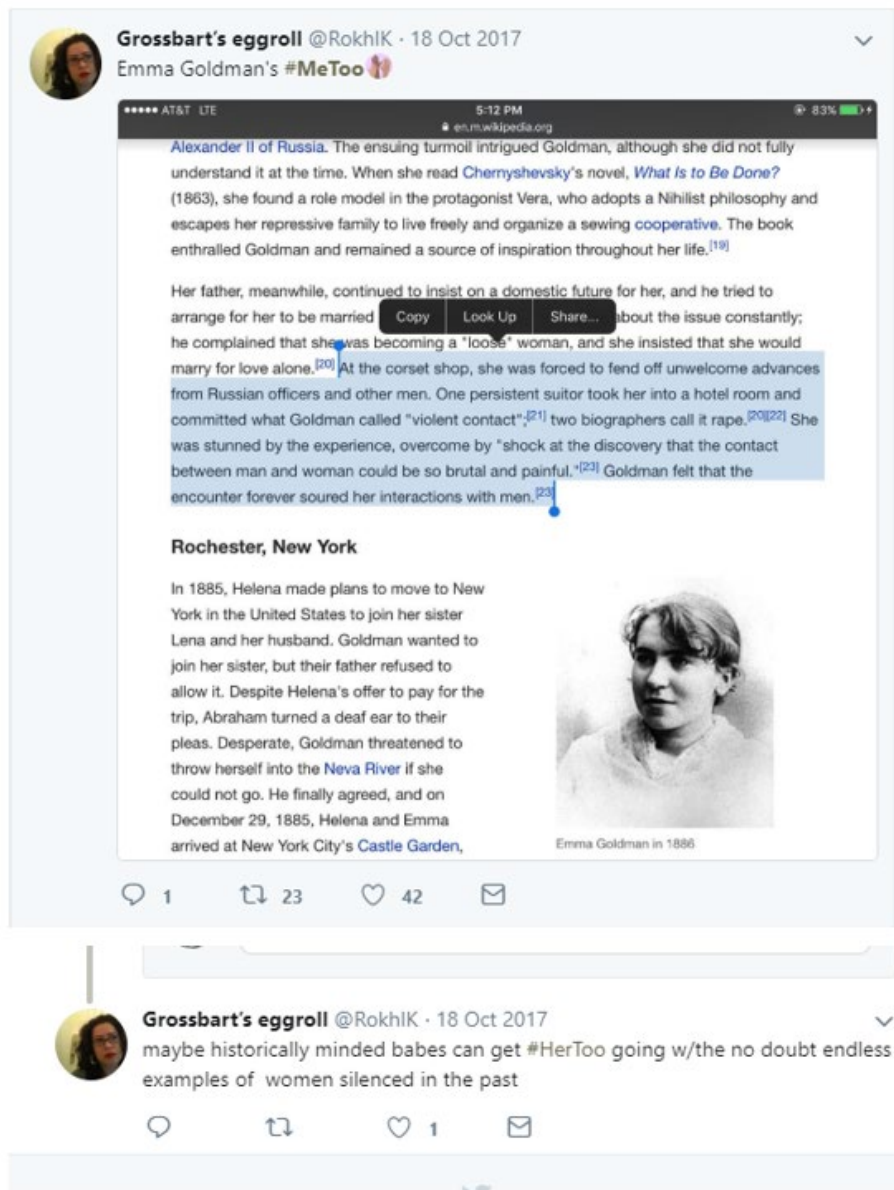 Grossbart's eggroll @RokhlK · 18 Oct 2017
Emma Goldman's #MeToo
AT&T LTE 5:12 PM 83%
en.m.wikipedia.org
Alexander II of Russia. The ensuing turmoil intrigued Goldman, although she did not fully
understand it at the time. When she read Chernyshevsky's novel, What Is to Be Done?
(1863), she found a role model in the protagonist Vera, who adopts a Nihilist philosophy and
escapes her repressive family to live freely and organize a sewing cooperative. The book
enthralled Goldman and remained a source of inspiration throughout her life.[19]
Her father, meanwhile, continued to insist on a domestic future for her, and he tried to
arrange for her to be married Copy Look Up Share... about the issue constantly;
he complained that she was becoming a "loose" woman, and she insisted that she would
marry for love alone.[20] At the corset shop, she was forced to fend off unwelcome advances
from Russian officers and other men. One persistent suitor took her into a hotel room and
committed what Goldman called "violent contact";[21] two biographers call it rape.[20][22] She
was stunned by the experience, overcome by "shock at the discovery that the contact
between man and woman could be so brutal and painful."[23] Goldman felt that the
encounter forever soured her interactions with men.[23]
Rochester, New York
In 1885, Helena made plans to move to New
York in the United States to join her sister
Lena and her husband. Goldman wanted to
join her sister, but their father refused to
allow it. Despite Helena's offer to pay for the
trip, Abraham turned a deaf ear to their
pleas. Desperate, Goldman threatened to
throw herself into the Neva River if she
could not go. He finally agreed, and on
December 29, 1885, Helena and Emma
arrived at New York City's Castle Garden,
Emma Goldman in 1886
1 23 42
Grossbart's eggroll @RokhlK · 18 Oct 2017
maybe historically minded babes can get #HerToo going w/the no doubt endless
examples of women silenced in the past
1